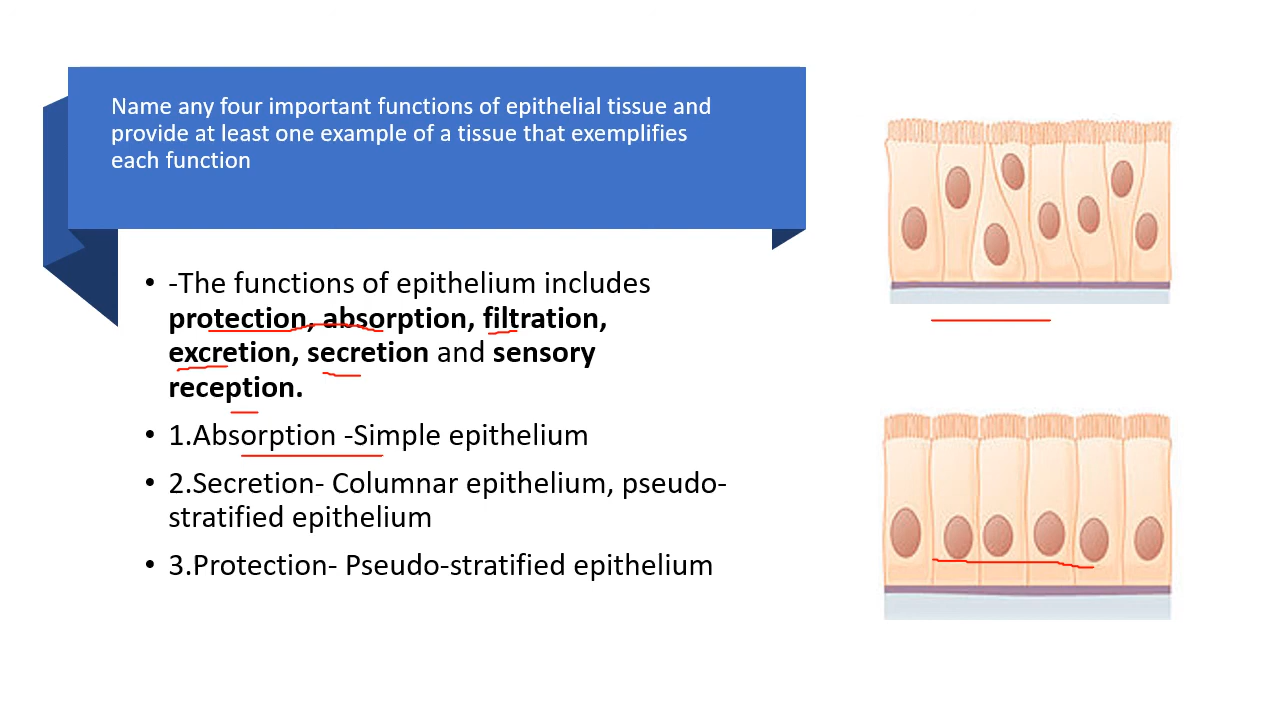 Name any four important functions of epithelial tissue and
provide at least one example of a tissue that exemplifies
each function
• -The functions of epithelium includes
protection, absorption, filtration,
excretion, secretion and sensory
reception.
• 1.Absorption -Simple epithelium
• 2.Secretion- Columnar epithelium, pseudo-
stratified epithelium
• 3.Protection- Pseudo-stratified epithelium